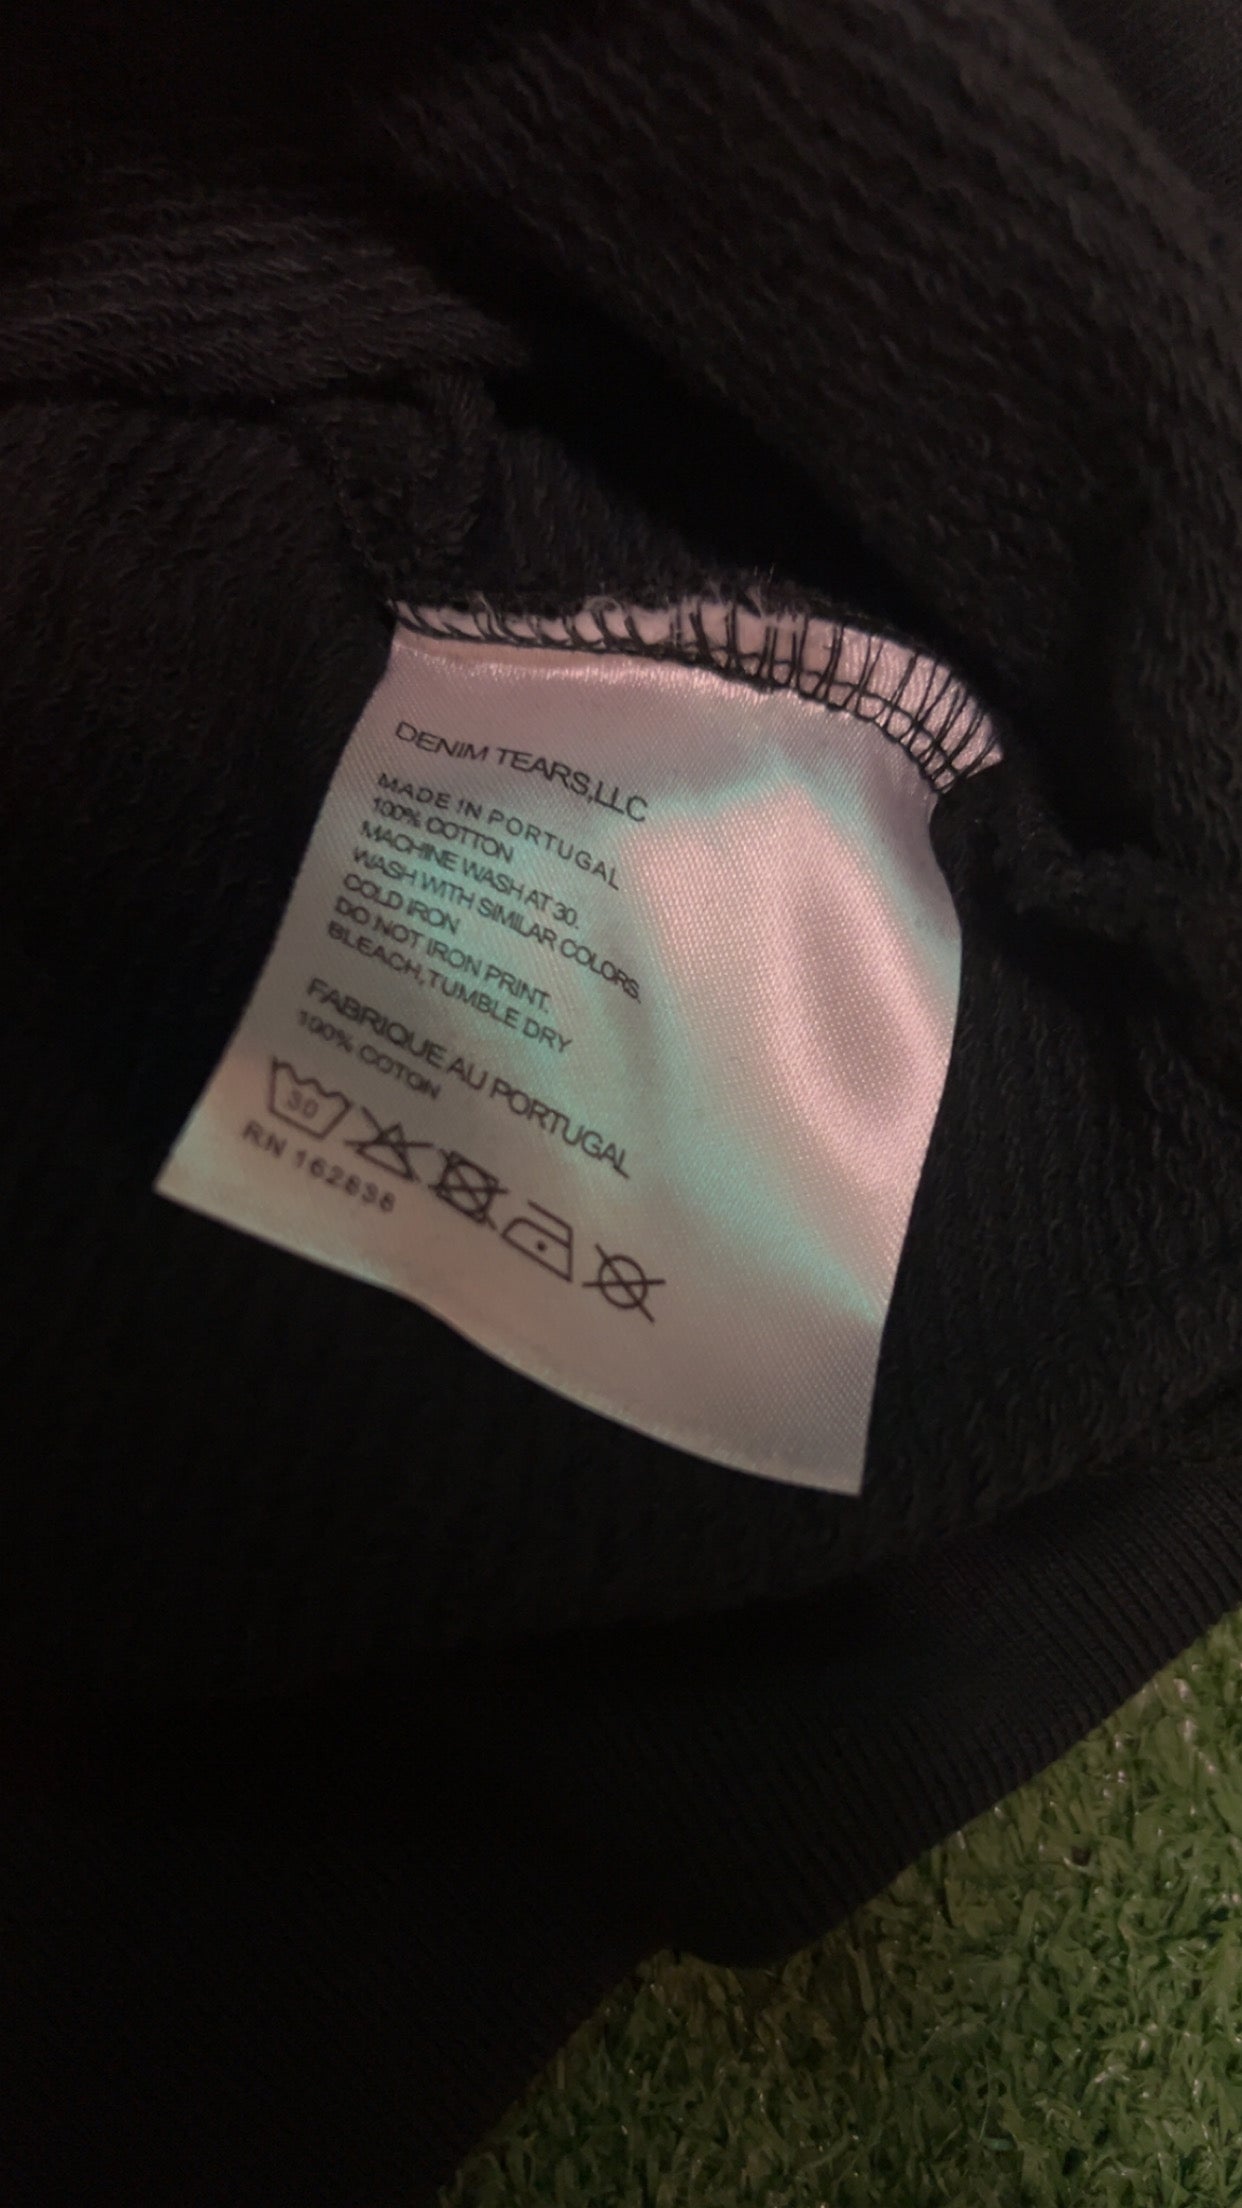 DENIM TEARS,LLC
MADE IN PORTUGAL
100% COTTON
MACHINE WASH AT 30.
WASH WITH SIMILAR COLORS.
COLD IRON
DO NOT IRON PRINT.
BLEACH,TUMBLE DRY
FABRIQUE AU PORTUGAL
100% COTON
30
RN 162838